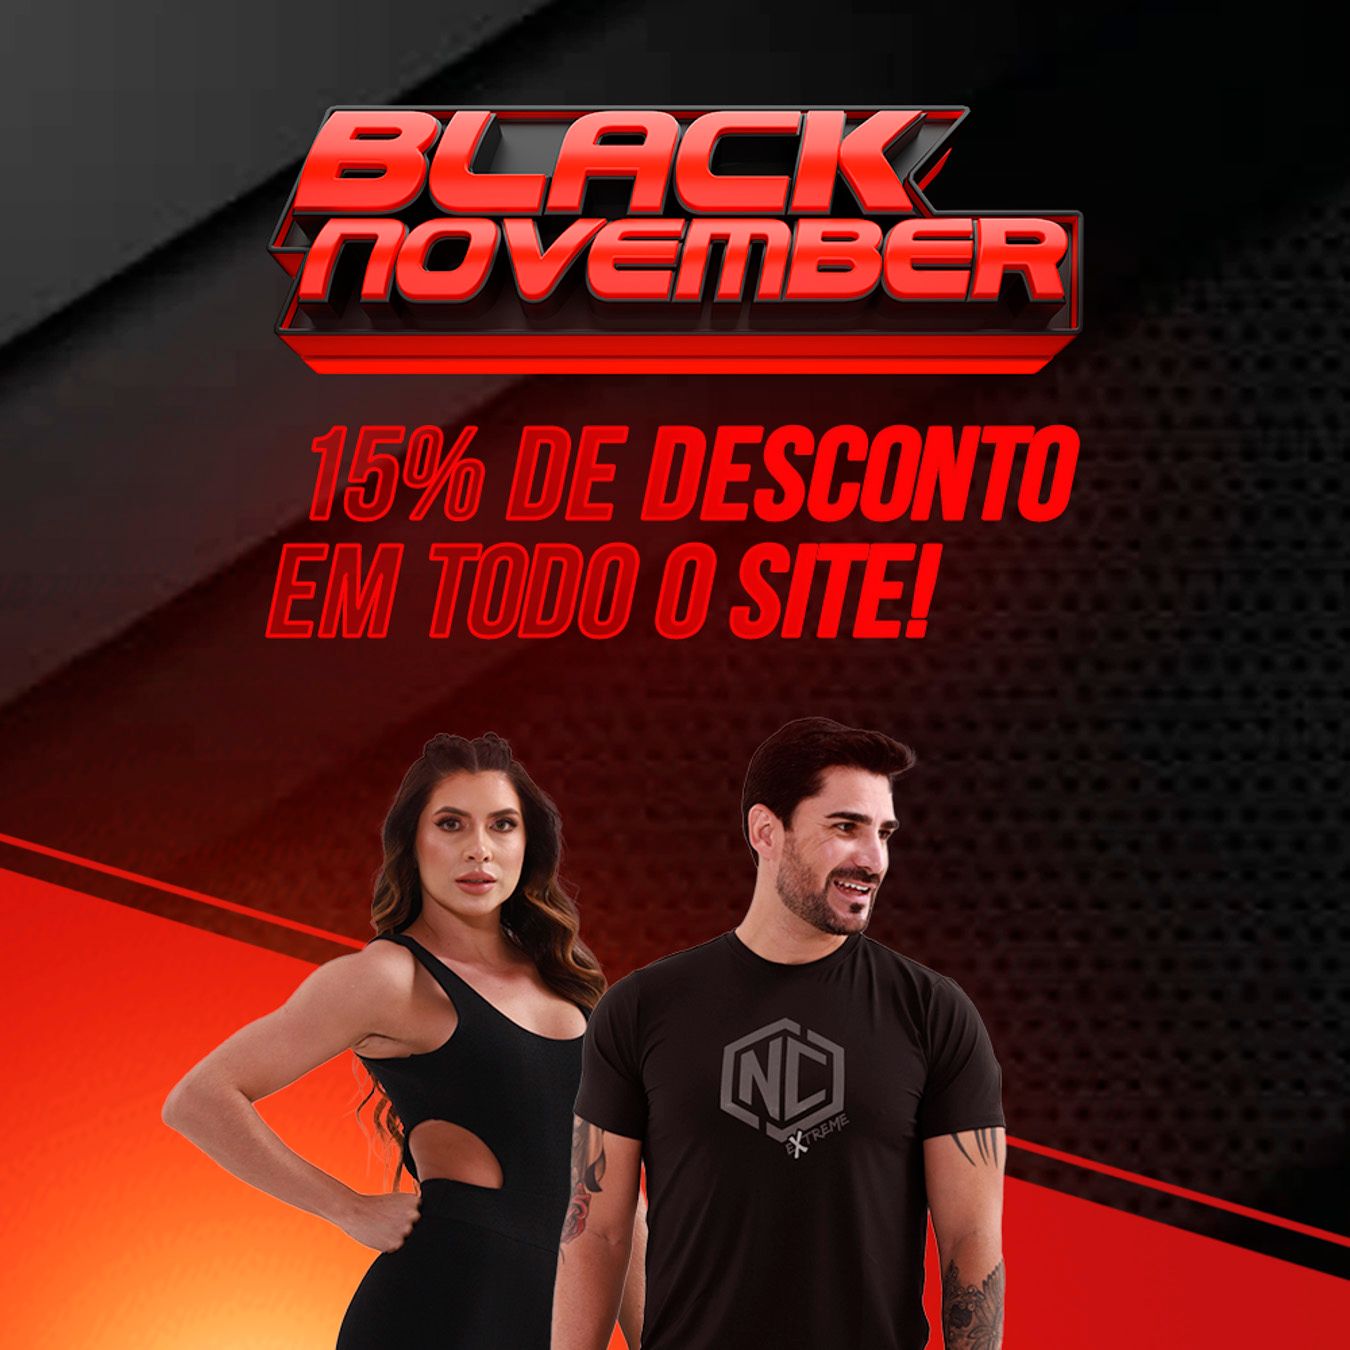 BLACK
NOVEMBER
15% DE DESCONTO
EM TODO O SITE!
NC
EXTREME